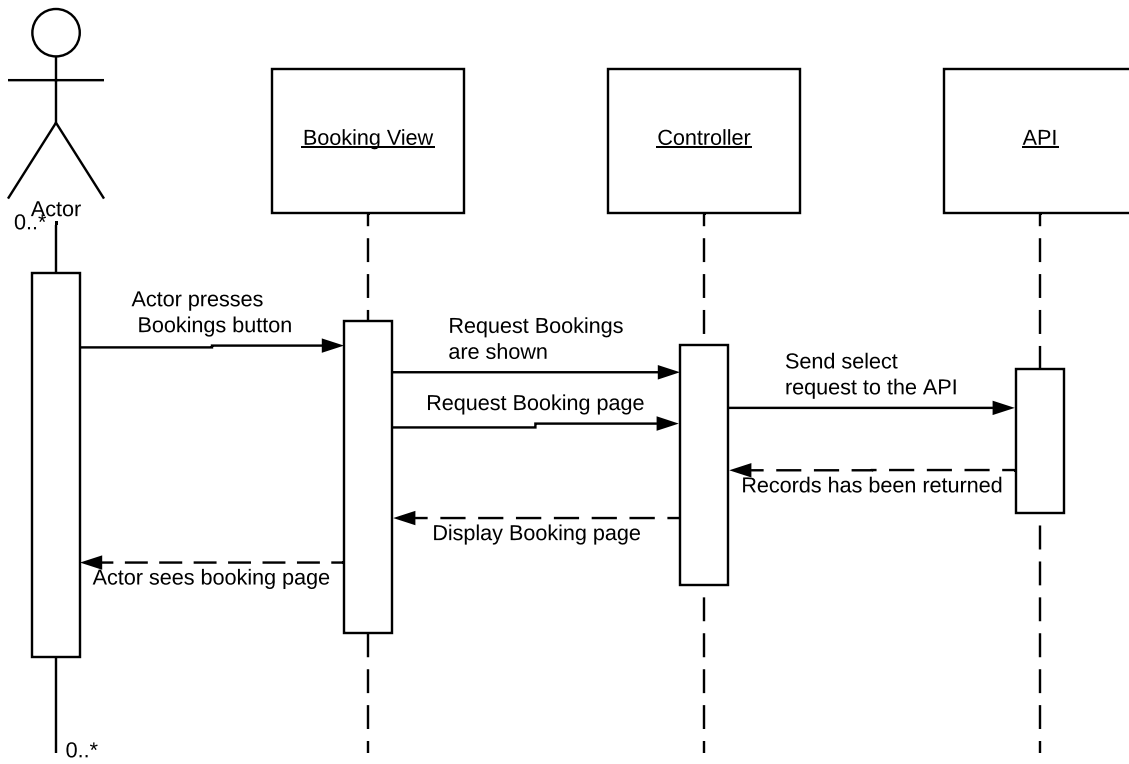 Booking View
Controller
API
Actor
0..*
Actor presses
Bookings button
Request Bookings
are shown
Send select
request to the API
Request Booking page
Records has been returned
Display Booking page
Actor sees booking page
0..*